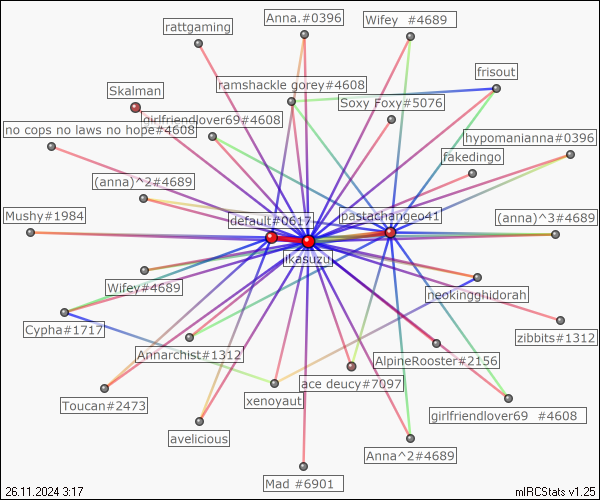 Anna.#0396
Wifey  #4689
rattgaming
frisout
ramshackle gorey#4608
Skalman
Soxy Foxy#5076
girlfriendlover69#4608
no cops no laws no hope#4608
hypomanianna#0396
fakedingo
(anna)^2#4689
Mushy#1984
default#0617
pastachangeo41
(anna)^3#4689
ikasuzu
Wifey#4689
neokingghidorah
Cypha#1717
zibbits#1312
Annarchist#1312
AlpineRooster#2156
ace deucy#7097
Toucan#2473
xenoyaut
girlfriendlover69  #4608
avelicious
Anna^2#4689
Mad #6901
26.11.2024 3:17
mIRCStats v1.25